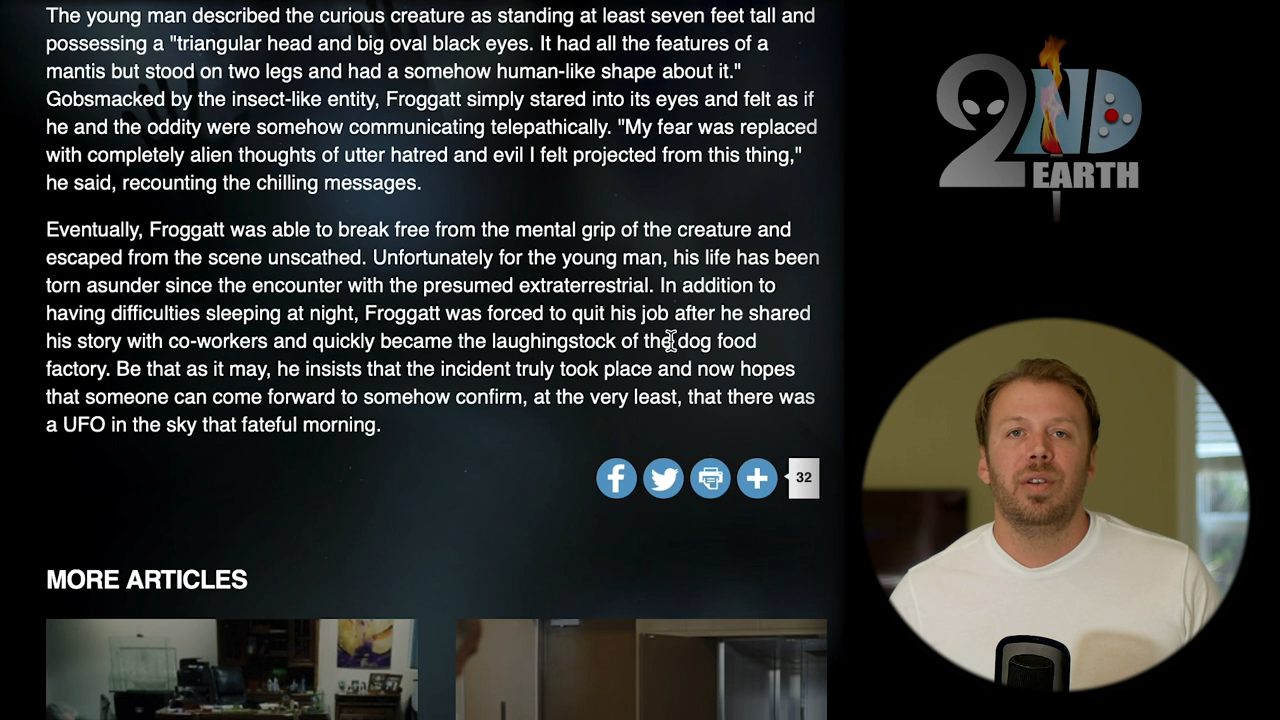 The young man described the curious creature as standing at least seven feet tall and
possessing a "triangular head and big oval black eyes. It had all the features of a
mantis but stood on two legs and had a somehow human-like shape about it."
Gobsmacked by the insect-like entity, Froggatt simply stared into its eyes and felt as if
he and the oddity were somehow communicating telepathically. "My fear was replaced
with completely alien thoughts of utter hatred and evil I felt projected from this thing,"
he said, recounting the chilling messages.
Eventually, Froggatt was able to break free from the mental grip of the creature and
escaped from the scene unscathed. Unfortunately for the young man, his life has been
torn asunder since the encounter with the presumed extraterrestrial. In addition to
having difficulties sleeping at night, Froggatt was forced to quit his job after he shared
his story with co-workers and quickly became the laughingstock of the dog food
factory. Be that as it may, he insists that the incident truly took place and now hopes
that someone can come forward to somehow confirm, at the very least, that there was
a UFO in the sky that fateful morning.
32
MORE ARTICLES
2ND
EARTH